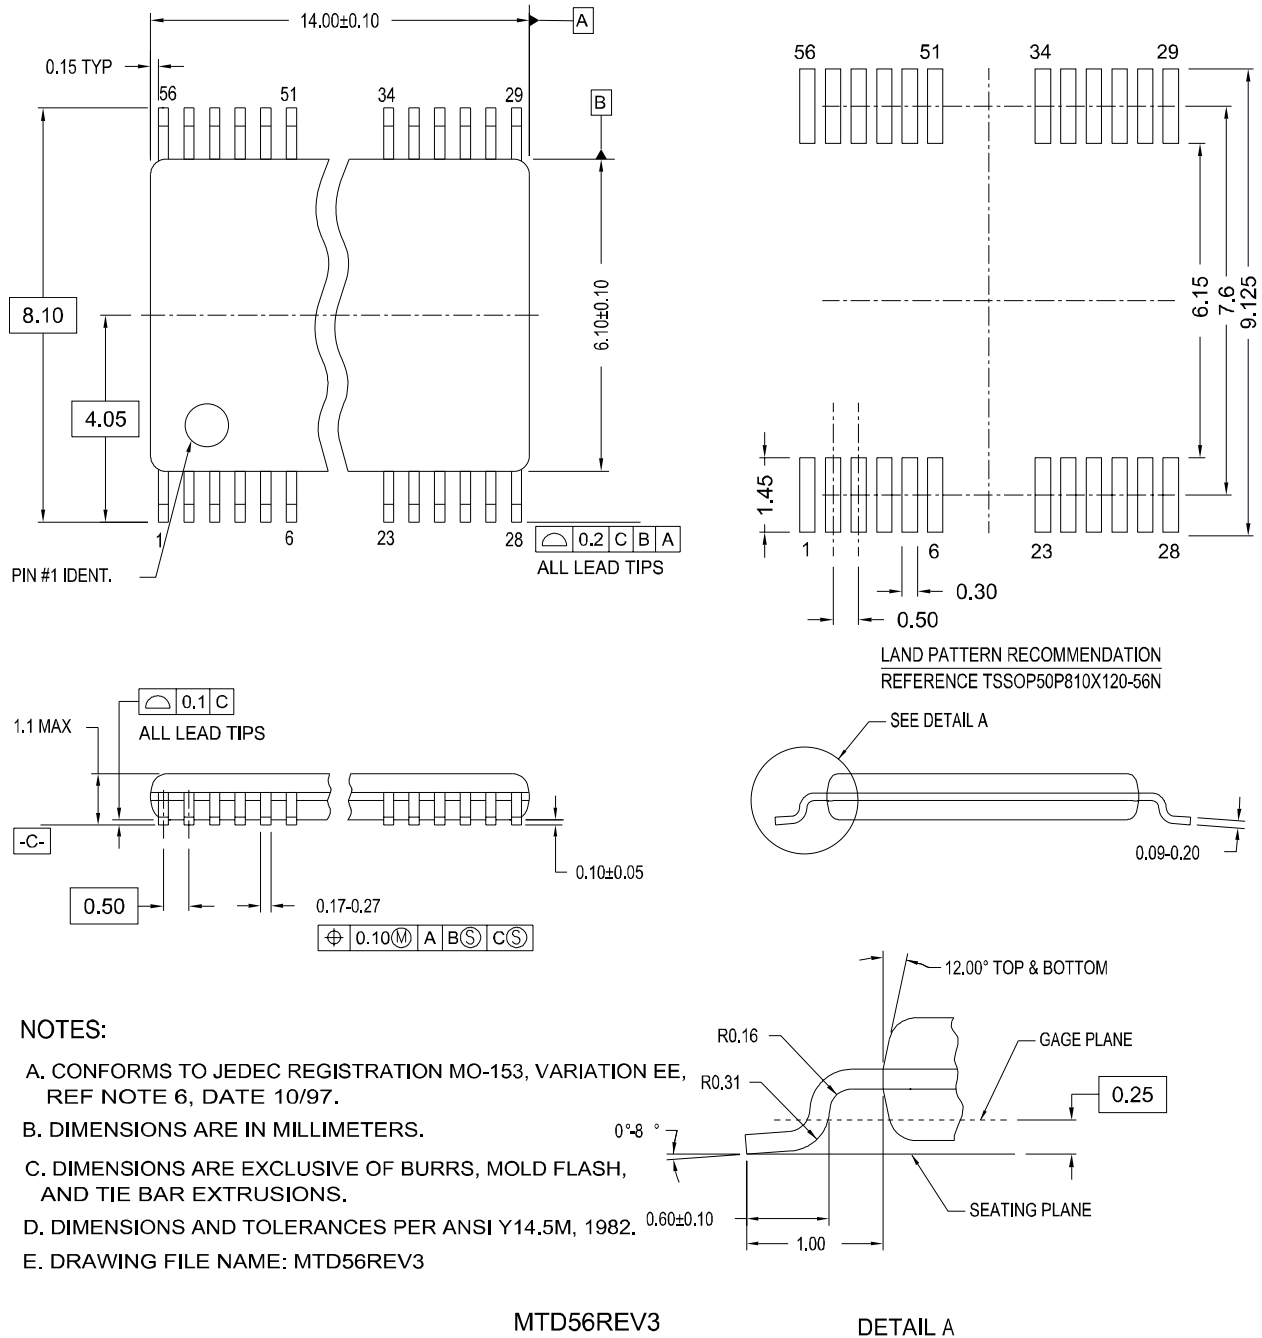 14.00±0.10
A
0.15 TYP
56
51
34
29
B
8.10
4.05
6.10±0.10
1
6
23
28
0.2 C B A
ALL LEAD TIPS
PIN #1 IDENT.
56
51
34
29
6.15
7.6
9.125
1.45
1
6
23
28
0.30
0.50
LAND PATTERN RECOMMENDATION
REFERENCE TSSOP50P810X120-56N
0.1 C
ALL LEAD TIPS
1.1 MAX
-C-
0.10±0.05
0.50
0.17-0.27
⌖ 0.10Ⓜ A BⓈ CⓈ
SEE DETAIL A
0.09-0.20
12.00° TOP & BOTTOM
R0.16
GAGE PLANE
R0.31
0.25
0°-8 °
SEATING PLANE
0.60±0.10
1.00
NOTES:
A. CONFORMS TO JEDEC REGISTRATION MO-153, VARIATION EE,
REF NOTE 6, DATE 10/97.
B. DIMENSIONS ARE IN MILLIMETERS.
C. DIMENSIONS ARE EXCLUSIVE OF BURRS, MOLD FLASH,
AND TIE BAR EXTRUSIONS.
D. DIMENSIONS AND TOLERANCES PER ANSI Y14.5M, 1982.
E. DRAWING FILE NAME: MTD56REV3
MTD56REV3
DETAIL A